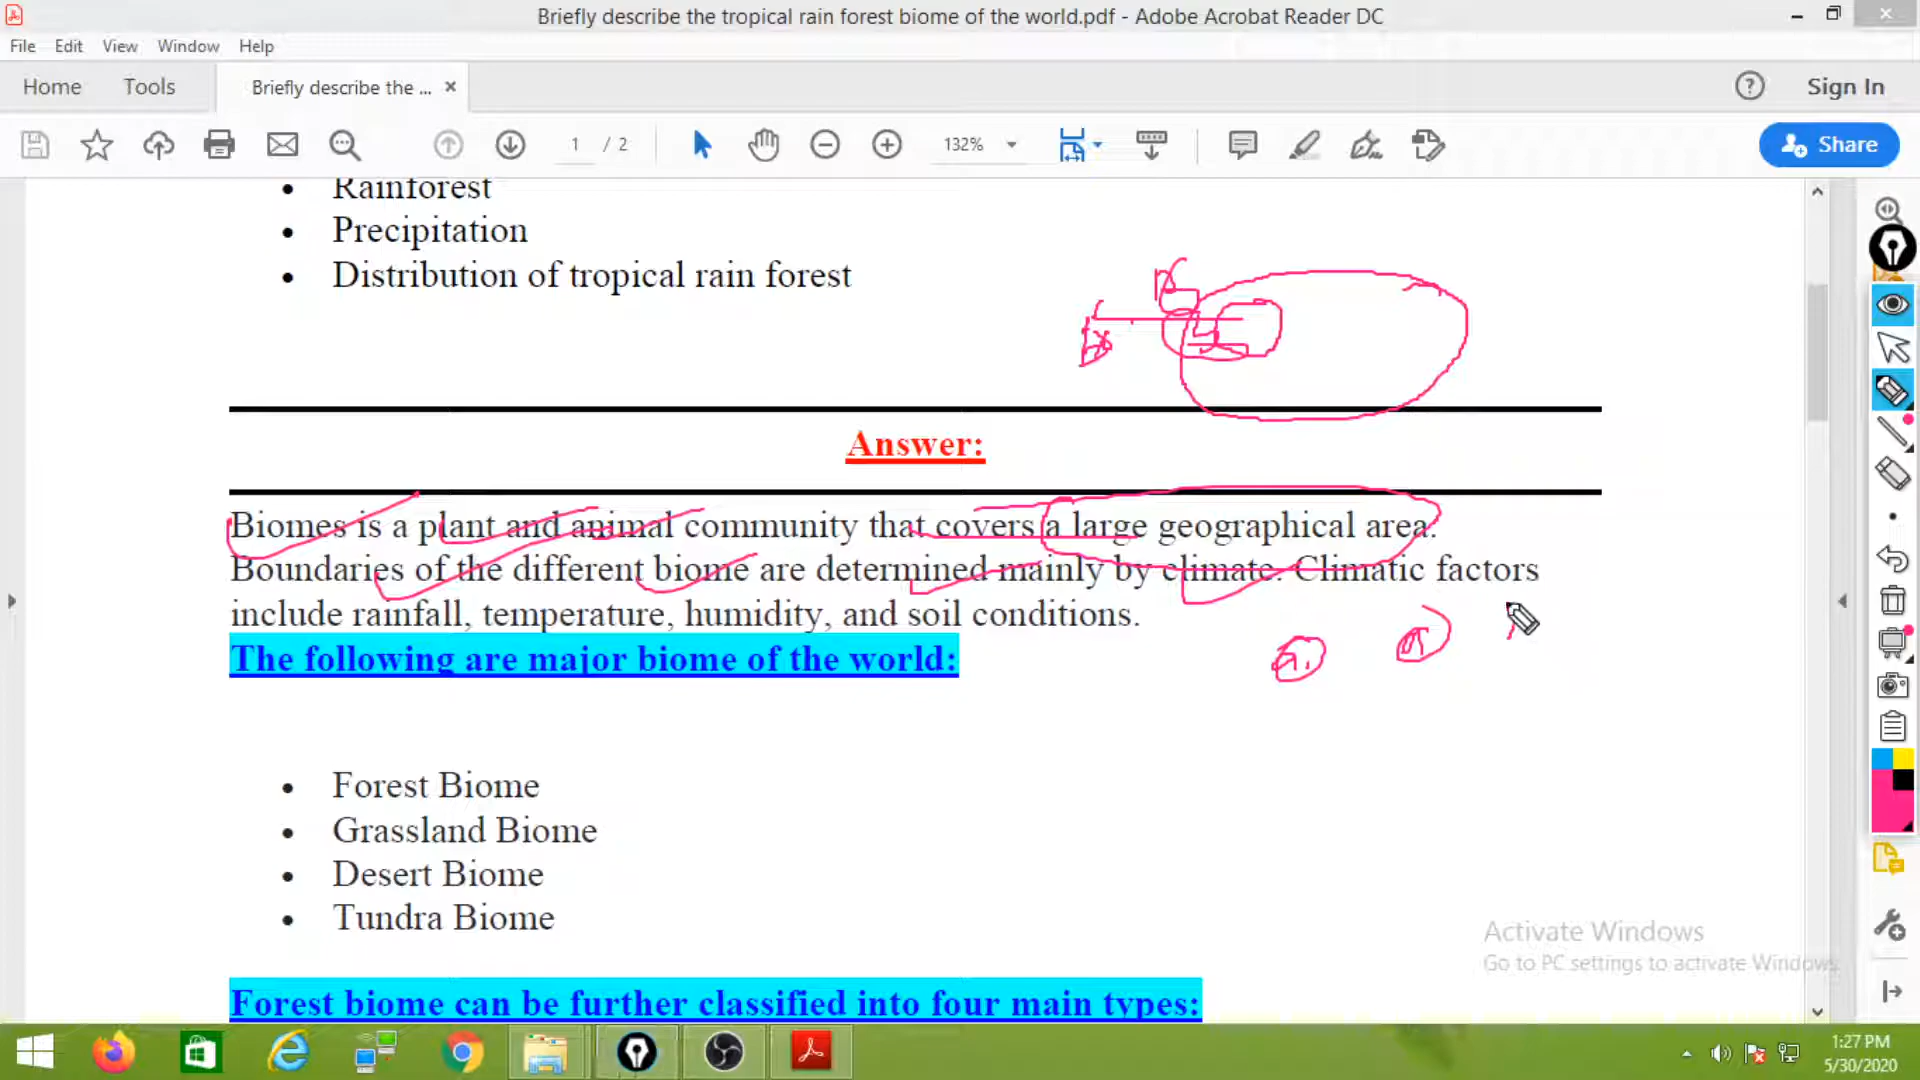 Briefly describe the tropical rain forest biome of the world.pdf - Adobe Acrobat Reader DC
File Edit View Window Help
Home Tools Briefly describe the ... × Sign In
1 / 2 132% Share
• Rainforest
• Precipitation
• Distribution of tropical rain forest
Answer:
Biomes is a plant and animal community that covers a large geographical area.
Boundaries of the different biome are determined mainly by climate. Climatic factors
include rainfall, temperature, humidity, and soil conditions.
The following are major biome of the world:
• Forest Biome
• Grassland Biome
• Desert Biome
• Tundra Biome
Activate Windows
Go to PC settings to activate Windows.
Forest biome can be further classified into four main types:
1:27 PM
5/30/2020